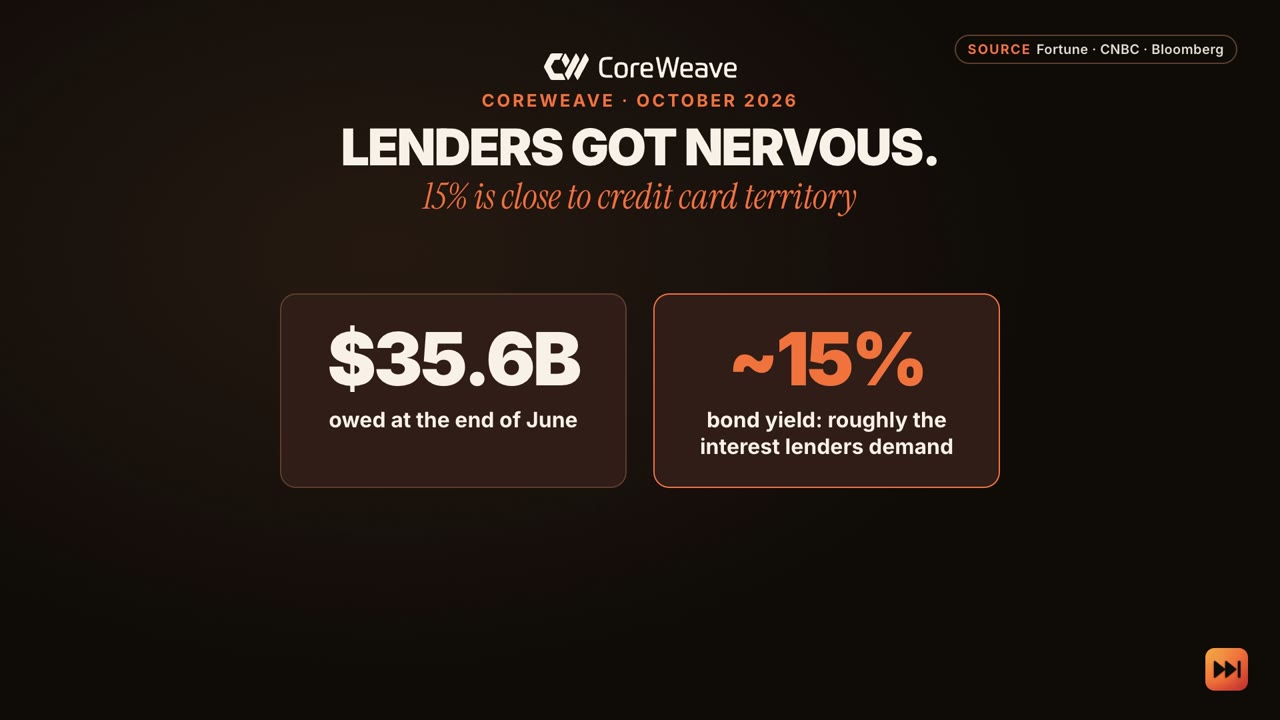 SOURCE Fortune · CNBC · Bloomberg
CoreWeave
COREWEAVE · OCTOBER 2026
LENDERS GOT NERVOUS.
15% is close to credit card territory
$35.6B
owed at the end of June
~15%
bond yield: roughly the
interest lenders demand